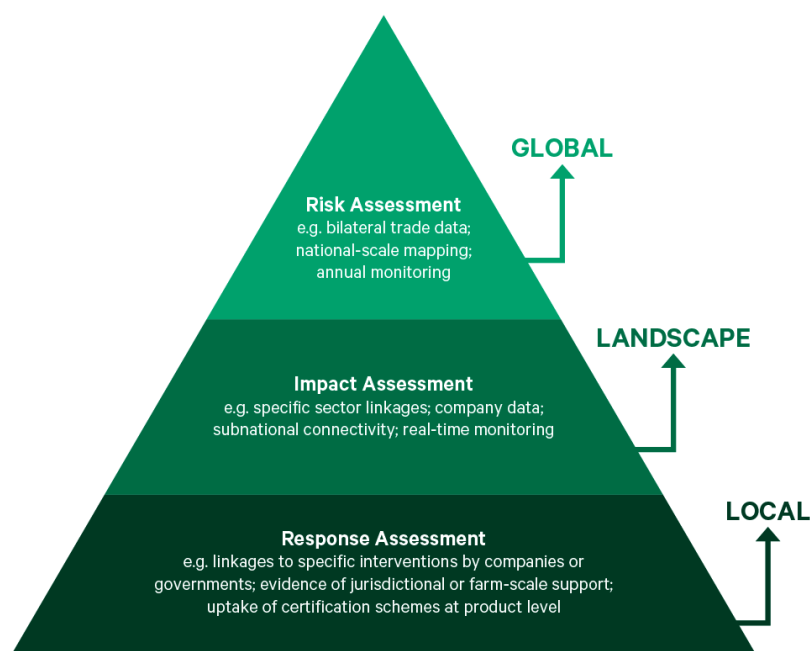 GLOBAL
Risk Assessment
e.g. bilateral trade data;
national-scale mapping;
annual monitoring
LANDSCAPE
Impact Assessment
e.g. specific sector linkages; company data;
subnational connectivity; real-time monitoring
LOCAL
Response Assessment
e.g. linkages to specific interventions by companies or
governments; evidence of jurisdictional or farm-scale support;
uptake of certification schemes at product level